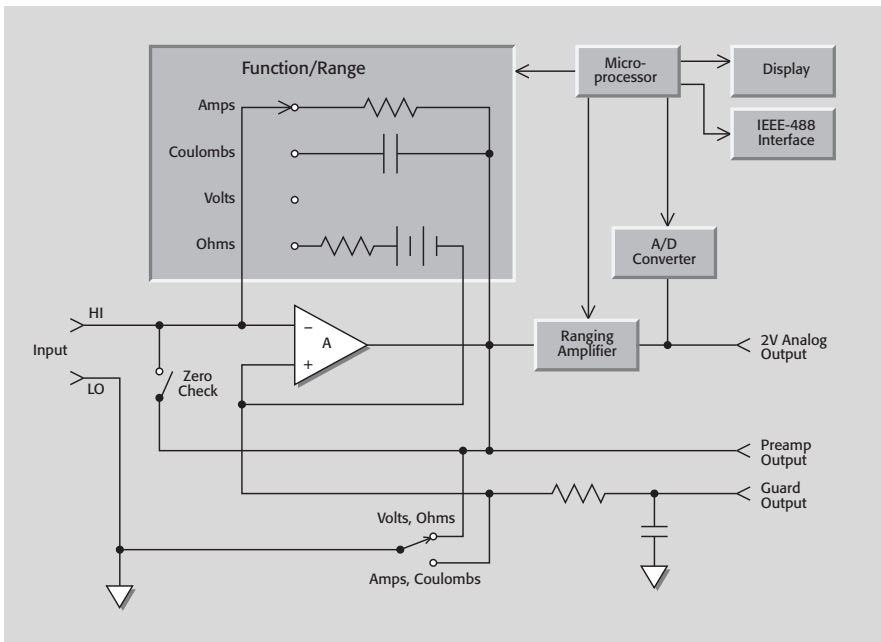 Function/Range
Amps
Coulombs
Volts
Ohms
Micro-
processor
Display
IEEE-488
Interface
A/D
Converter
HI
Input
LO
Zero
Check
–
A
+
Ranging
Amplifier
2V Analog
Output
Preamp
Output
Guard
Output
Volts, Ohms
Amps, Coulombs